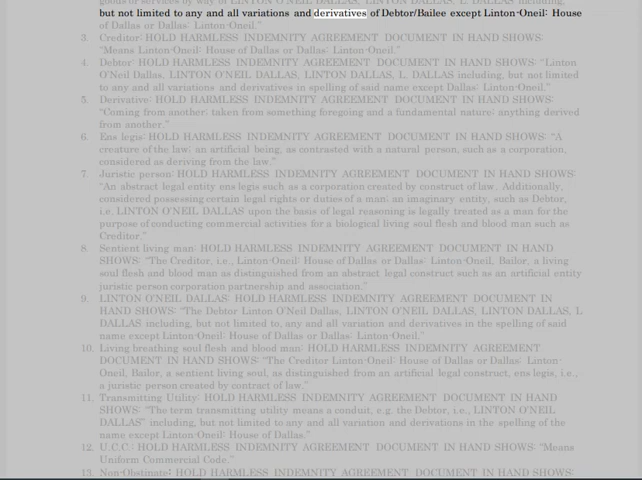 goods or services by way of LINTON O'NEIL DALLAS, L. DALLAS including,
but not limited to any and all variations and derivatives of Debtor/Bailee except Linton-Oneil: House
of Dallas or Dallas: Linton-Oneil."
3. Creditor: HOLD HARMLESS INDEMNITY AGREEMENT DOCUMENT IN HAND SHOWS:
"Means Linton-Oneil: House of Dallas or Dallas: Linton-Oneil."
4. Debtor: HOLD HARMLESS INDEMNITY AGREEMENT DOCUMENT IN HAND SHOWS: "Linton
O'Neil Dallas, LINTON O'NEIL DALLAS, LINTON DALLAS, L. DALLAS including, but not limited
to any and all variations and derivatives in spelling of said name except Dallas: Linton-Oneil."
5. Derivative: HOLD HARMLESS INDEMNITY AGREEMENT DOCUMENT IN HAND SHOWS:
"Coming from another; taken from something foregoing and a fundamental nature; anything derived
from another."
6. Ens legis: HOLD HARMLESS INDEMNITY AGREEMENT DOCUMENT IN HAND SHOWS: "A
creature of the law; an artificial being, as contrasted with a natural person, such as a corporation,
considered as deriving from the law."
7. Juristic person: HOLD HARMLESS INDEMNITY AGREEMENT DOCUMENT IN HAND SHOWS:
"An abstract legal entity ens legis such as a corporation created by construct of law. Additionally,
considered possessing certain legal rights or duties of a man; an imaginary entity, such as Debtor,
i.e. LINTON O'NEIL DALLAS upon the basis of legal reasoning is legally treated as a man for the
purpose of conducting commercial activities for a biological living soul flesh and blood man such as
Creditor."
8. Sentient living man: HOLD HARMLESS INDEMNITY AGREEMENT DOCUMENT IN HAND
SHOWS: "The Creditor, i.e., Linton-Oneil: House of Dallas or Dallas: Linton-Oneil, Bailor, a living
soul flesh and blood man as distinguished from an abstract legal construct such as an artificial entity
juristic person corporation partnership and association."
9. LINTON O'NEIL DALLAS: HOLD HARMLESS INDEMNITY AGREEMENT DOCUMENT IN
HAND SHOWS: "The Debtor Linton O'Neil Dallas, LINTON O'NEIL DALLAS, LINTON DALLAS, L
DALLAS including, but not limited to, any and all variation and derivatives in the spelling of said
name except Linton-Oneil: House of Dallas or Dallas: Linton-Oneil."
10. Living breathing soul flesh and blood man: HOLD HARMLESS INDEMNITY AGREEMENT
DOCUMENT IN HAND SHOWS: "The Creditor Linton-Oneil: House of Dallas or Dallas: Linton-
Oneil, Bailor, a sentient living soul, as distinguished from an artificial legal construct, ens legis, i.e.,
a juristic person created by contract of law."
11. Transmitting Utility: HOLD HARMLESS INDEMNITY AGREEMENT DOCUMENT IN HAND
SHOWS: "The term transmitting utility means a conduit, e.g. the Debtor, i.e., LINTON O'NEIL
DALLAS" including, but not limited to any and all variation and derivations in the spelling of the
name except Linton-Oneil: House of Dallas."
12. U.C.C.: HOLD HARMLESS INDEMNITY AGREEMENT DOCUMENT IN HAND SHOWS: "Means
Uniform Commercial Code."
13. Non-Obstinate: HOLD HARMLESS INDEMNITY AGREEMENT DOCUMENT IN HAND SHOWS: